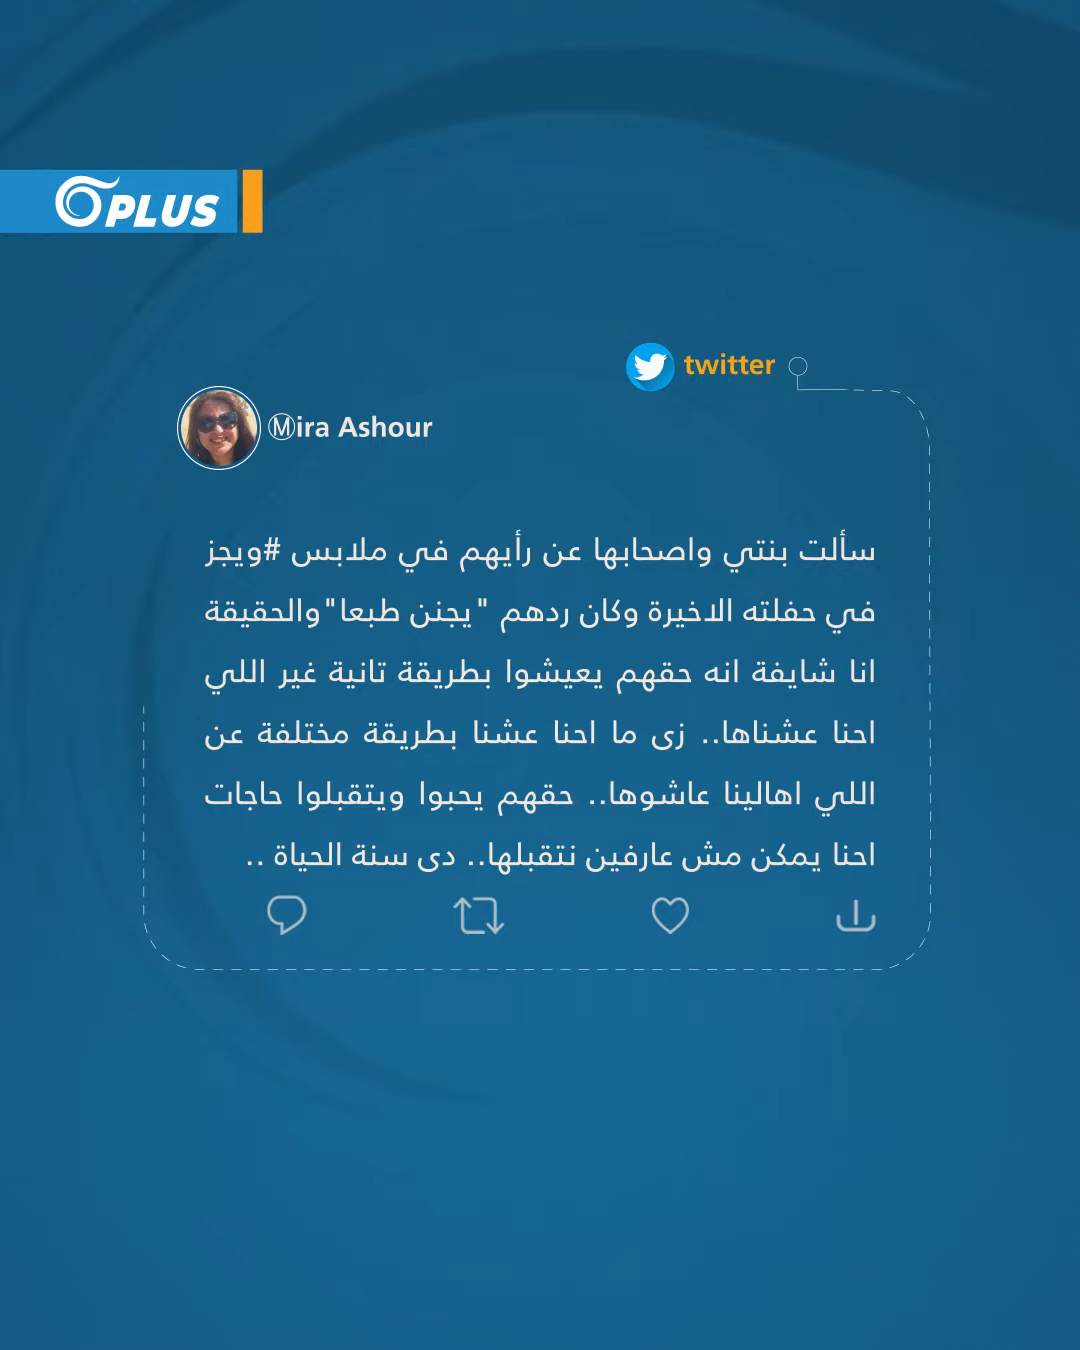 PLUS
twitter
Ⓜira Ashour
سألت بنتي واصحابها عن رأيهم في ملابس #ويجز
في حفلته الاخيرة وكان ردهم "يجنن طبعا"والحقيقة
انا شايفة انه حقهم يعيشوا بطريقة تانية غير اللي
احنا عشناها.. زى ما احنا عشنا بطريقة مختلفة عن
اللي اهالينا عاشوها.. حقهم يحبوا ويتقبلوا حاجات
احنا يمكن مش عارفين نتقبلها.. دى سنة الحياة ..